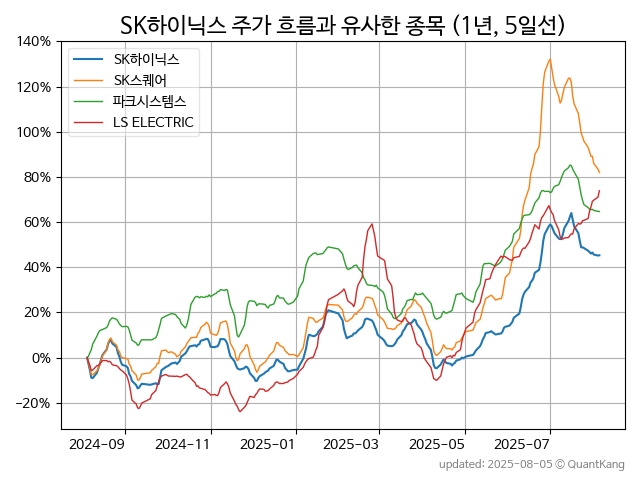 SK하이닉스 주가 흐름과 유사한 종목 (1년, 5일선)
140%
120%
100%
80%
60%
40%
20%
0%
−20%
SK하이닉스
SK스퀘어
파크시스템스
LS ELECTRIC
2024-09
2024-11
2025-01
2025-03
2025-05
2025-07
updated: 2025-08-05 © QuantKang